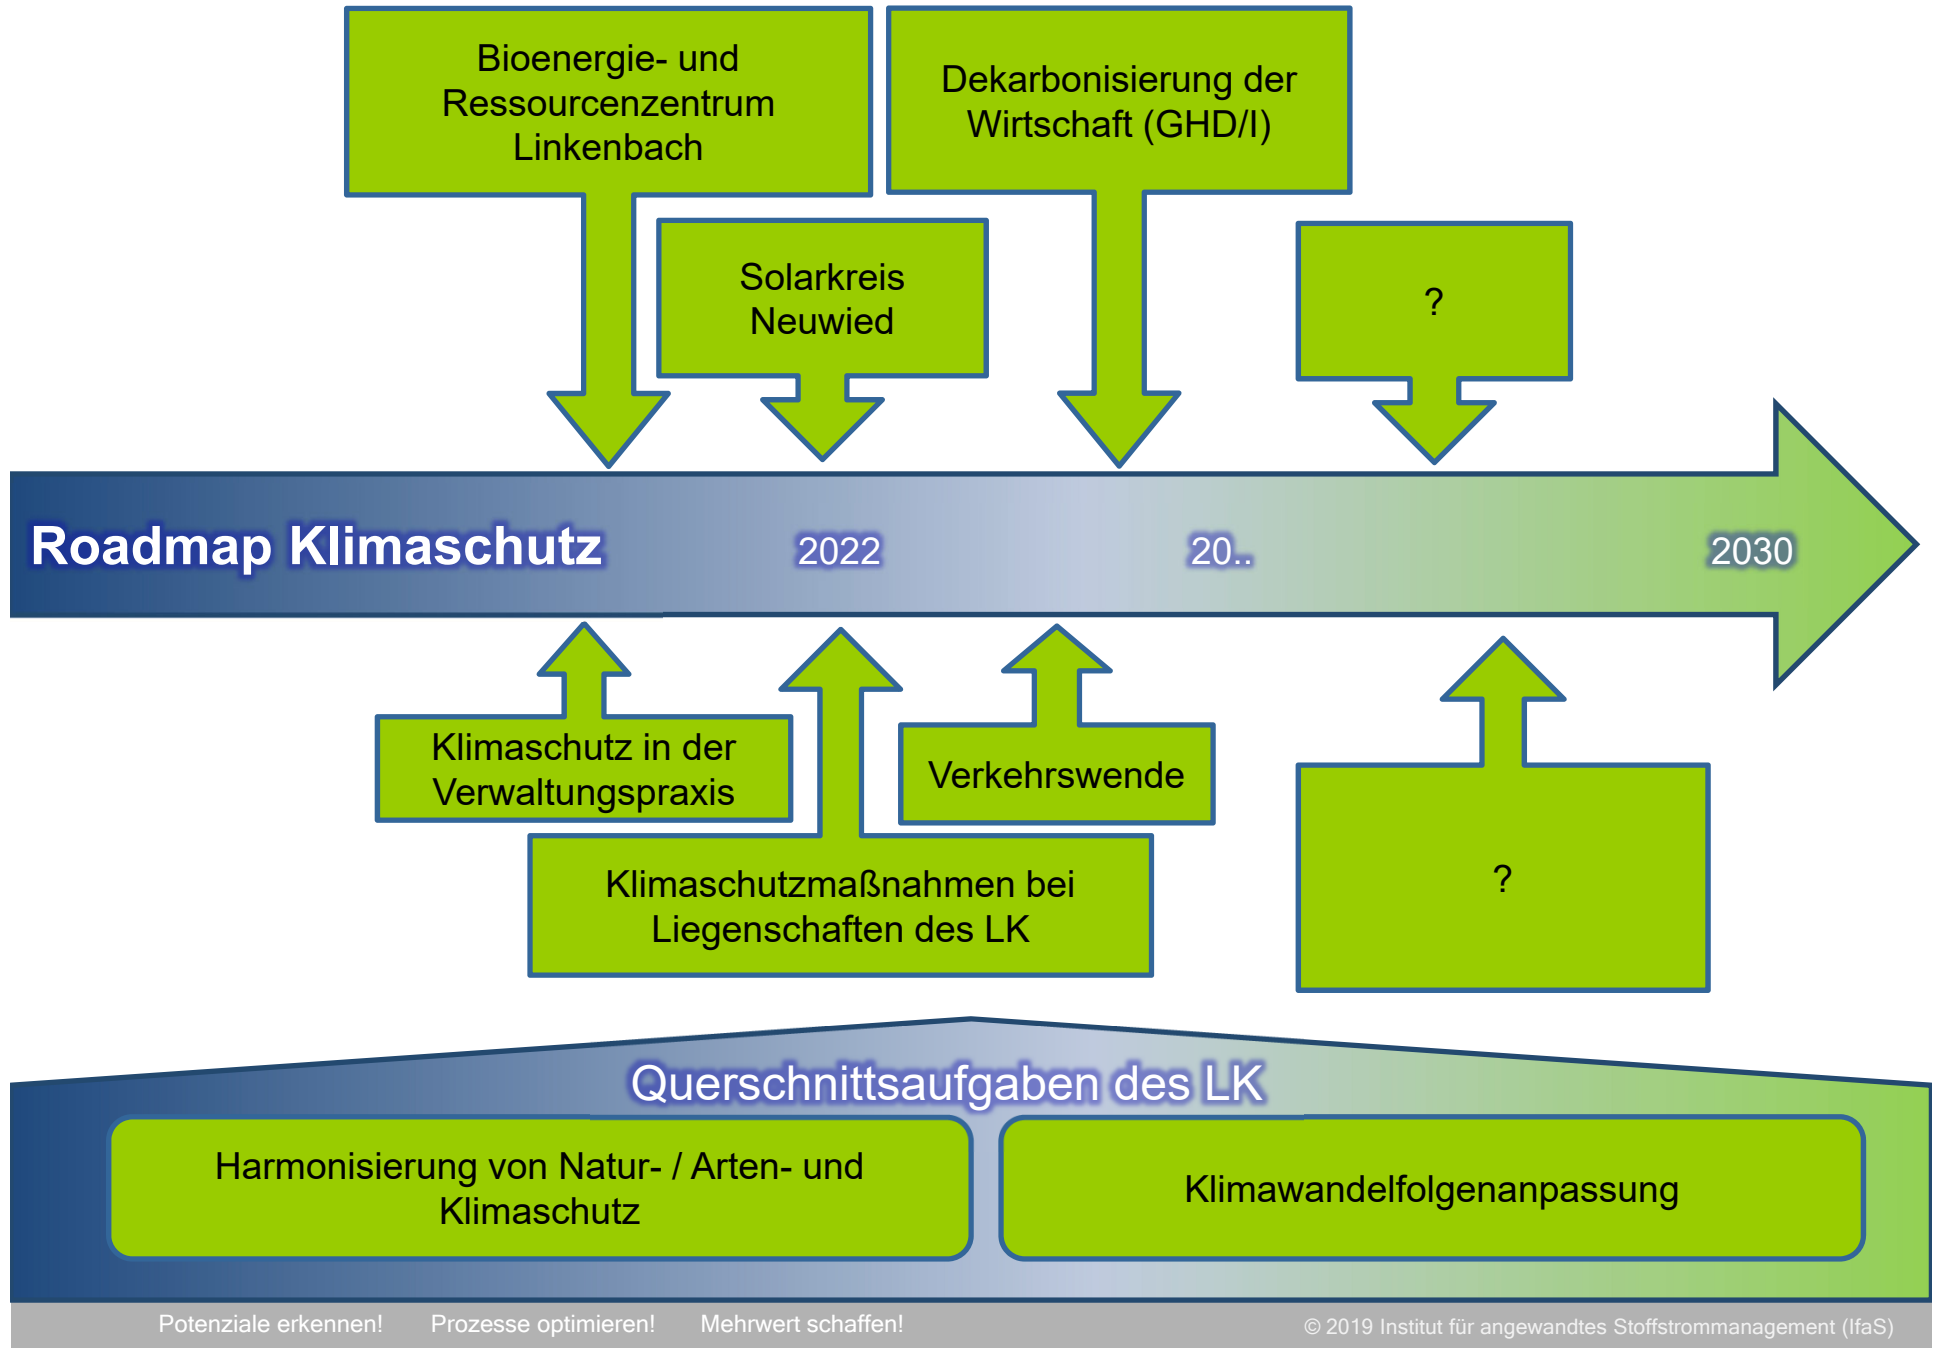 Bioenergie- und
Ressourcenzentrum
Linkenbach
Dekarbonisierung der
Wirtschaft (GHD/I)
Solarkreis
Neuwied
?
Roadmap Klimaschutz
2022
20..
2030
Klimaschutz in der
Verwaltungspraxis
Verkehrswende
Klimaschutzmaßnahmen bei
Liegenschaften des LK
?
Querschnittsaufgaben des LK
Harmonisierung von Natur- / Arten- und
Klimaschutz
Klimawandelfolgenanpassung
Potenziale erkennen! Prozesse optimieren! Mehrwert schaffen!
© 2019 Institut für angewandtes Stoffstrommanagement (IfaS)